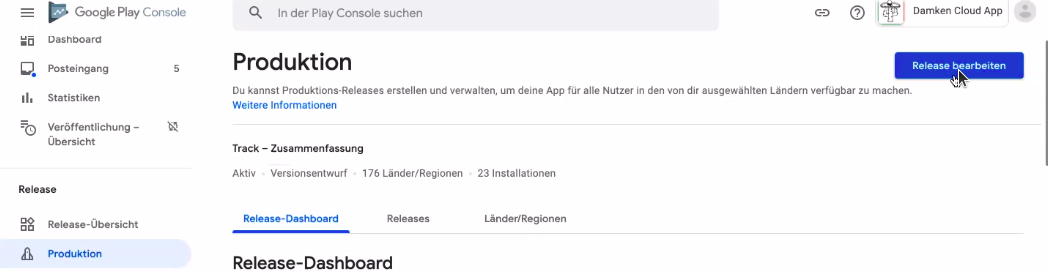 Google Play Console
In der Play Console suchen
Damken Cloud App
Dashboard
Posteingang 5
Statistiken
Veröffentlichung –
Übersicht
Release
Release-Übersicht
Produktion
Produktion
Release bearbeiten
Du kannst Produktions-Releases erstellen und verwalten, um deine App für alle Nutzer in den von dir ausgewählten Ländern verfügbar zu machen.
Weitere Informationen
Track – Zusammenfassung
Aktiv · Versionsentwurf · 176 Länder/Regionen · 23 Installationen
Release-Dashboard Releases Länder/Regionen
Release-Dashboard